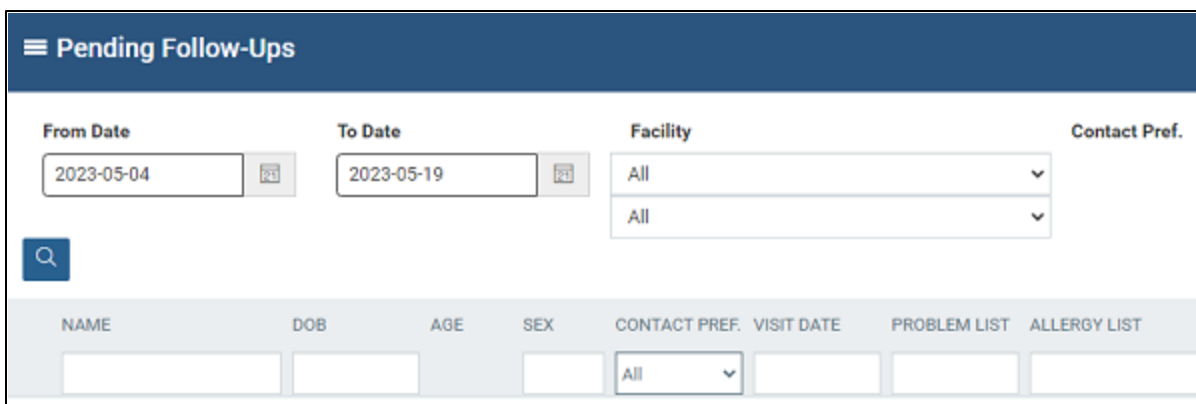 Pending Follow-Ups
From Date To Date Facility Contact Pref.
2023-05-04 2023-05-19 All
All
NAME DOB AGE SEX CONTACT PREF. VISIT DATE PROBLEM LIST ALLERGY LIST
All